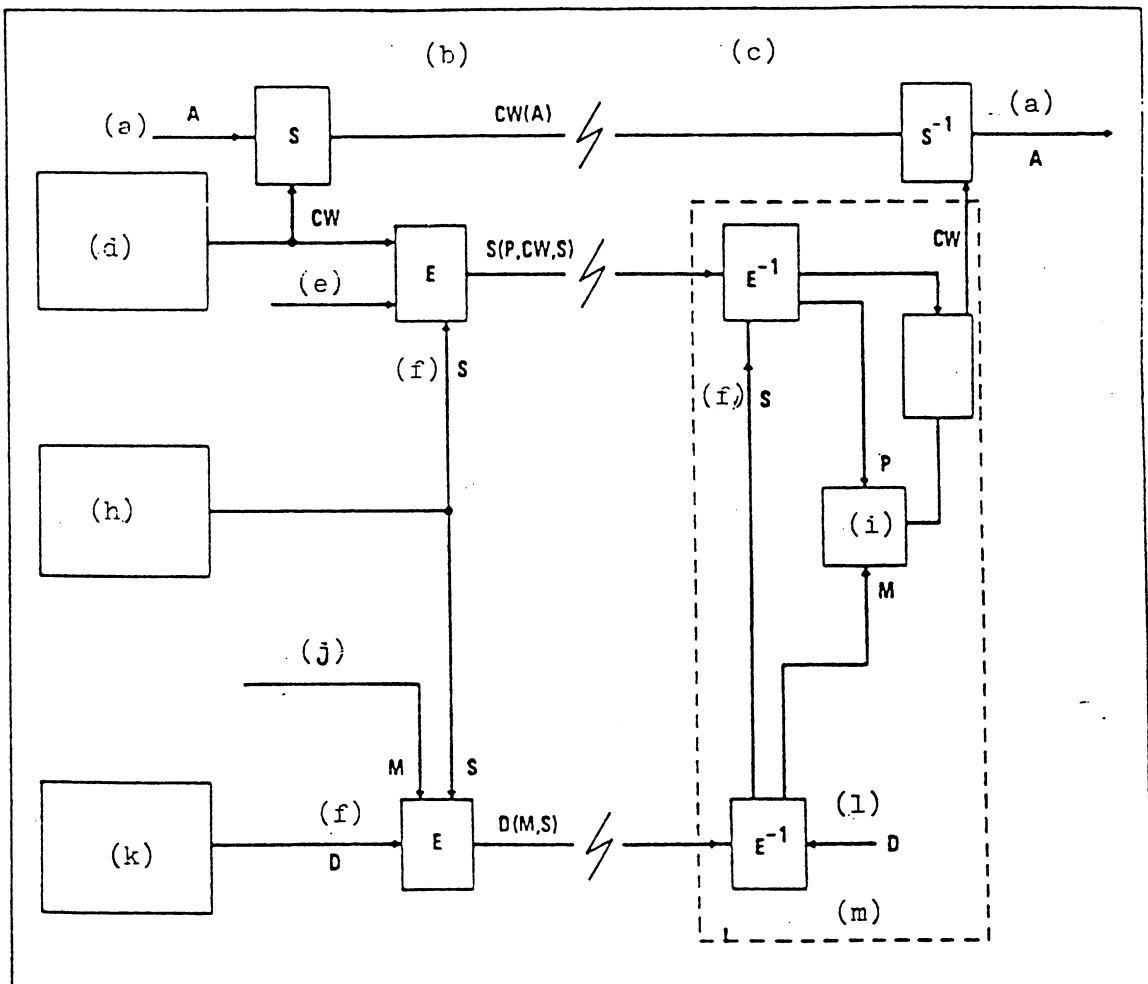 (b) (c)
(a) A S CW(A) S⁻¹ (a) A
(d) CW E S(P,CW,S) E⁻¹ CW
(e)
(f) S (f) S
P
(h) (i)
M
(j)
M S
(k) (f) D E D(M,S) E⁻¹ (l) D
(m)